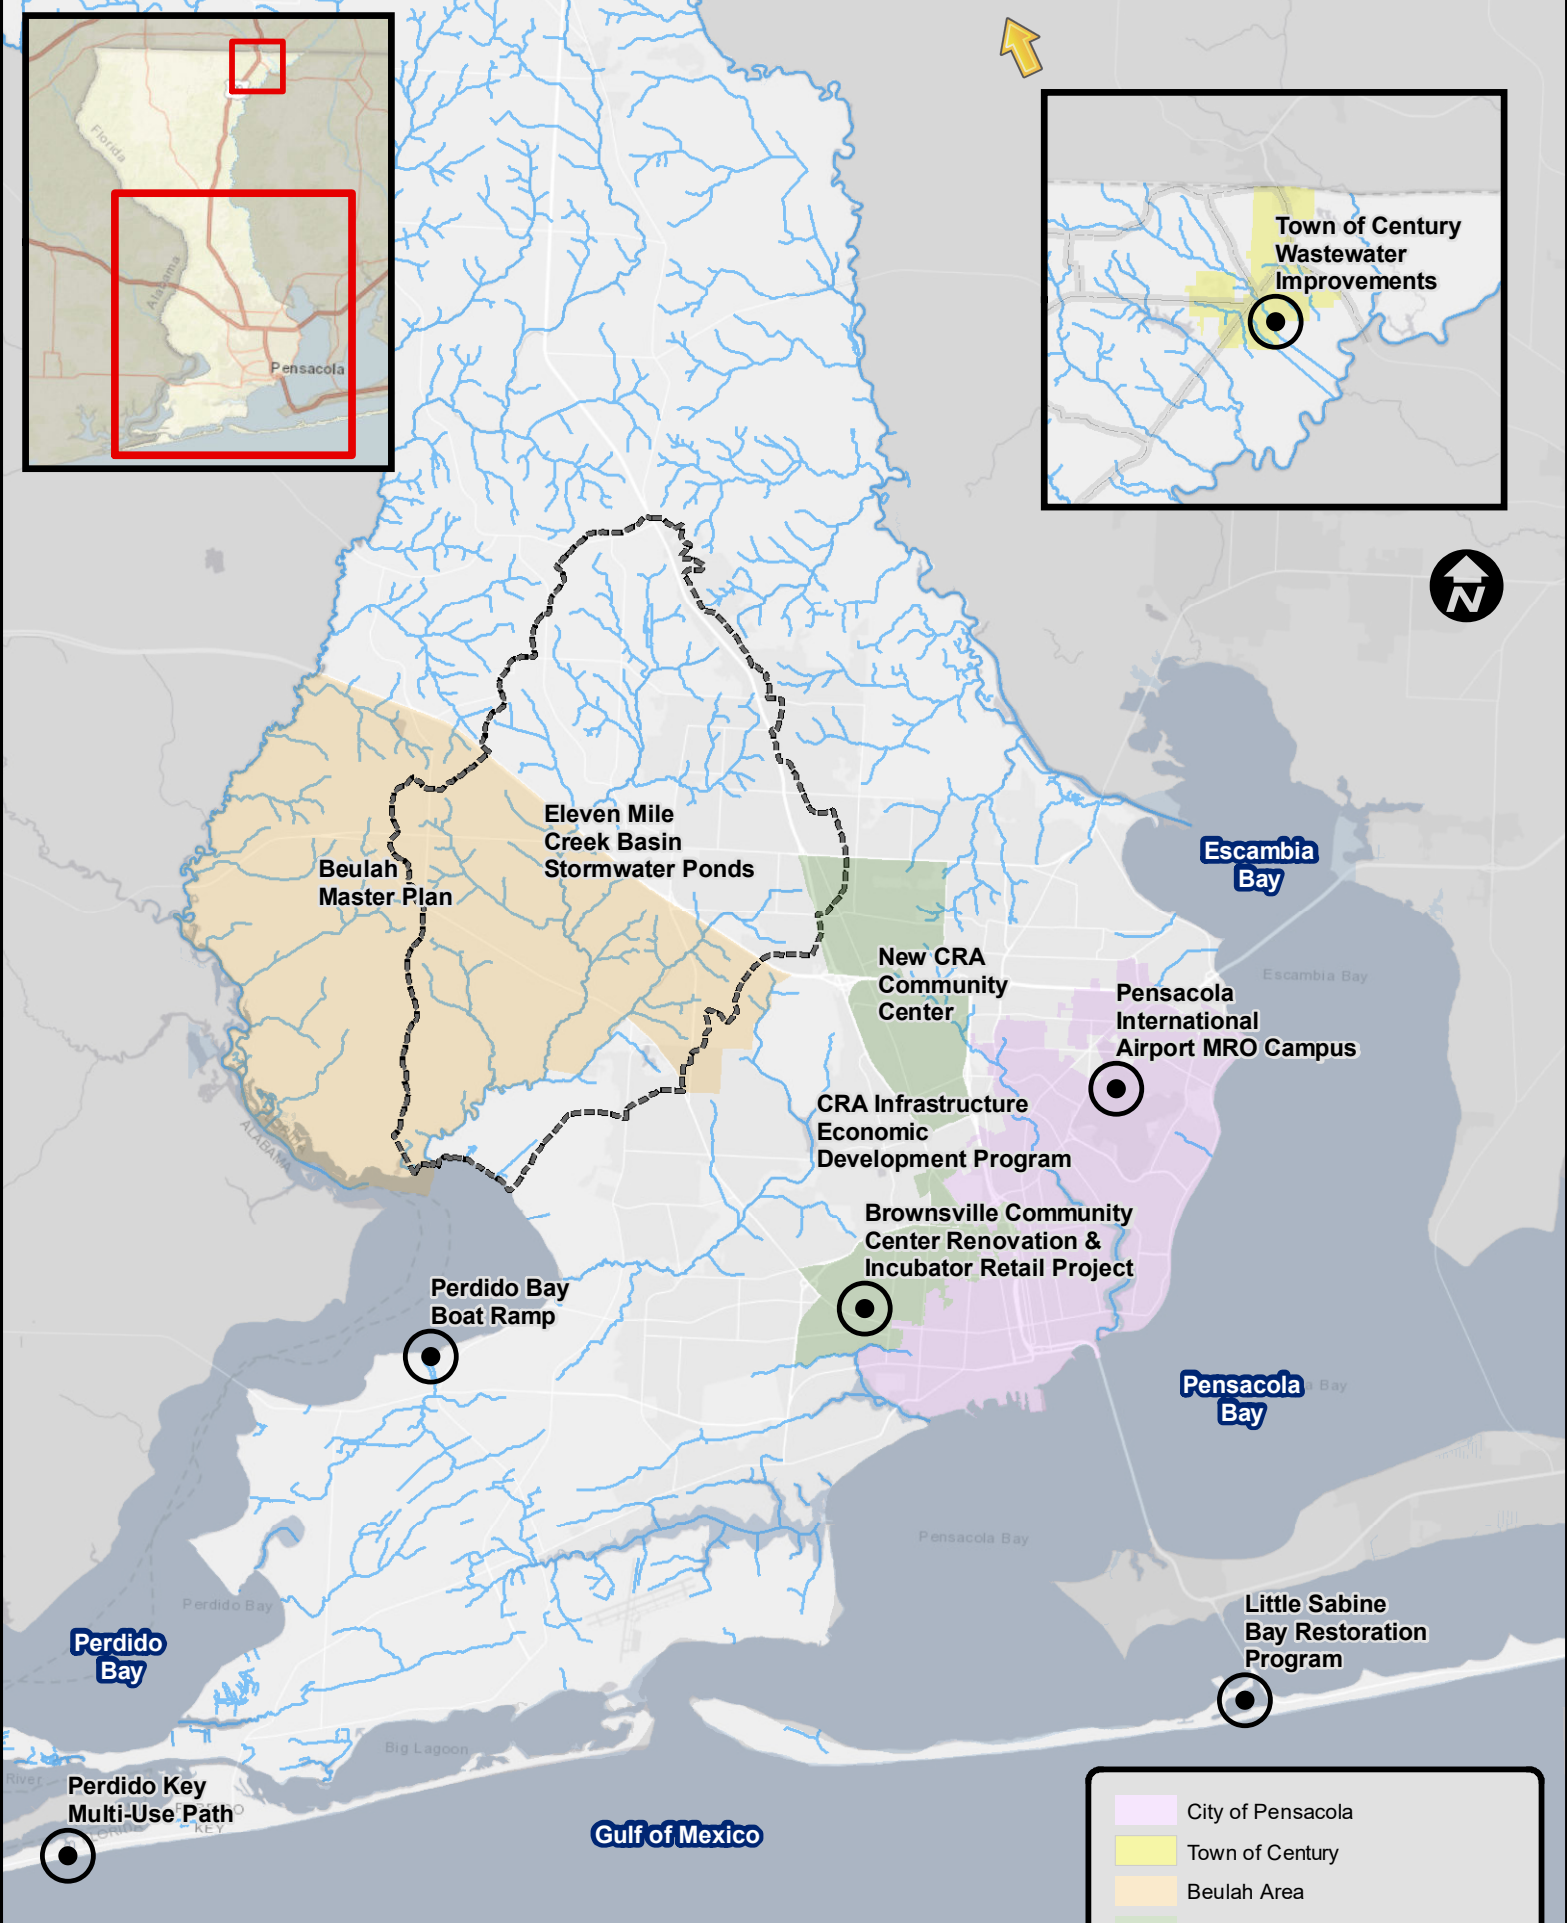 Florida
Alabama
Pensacola
Town of Century
Wastewater
Improvements
N
Eleven Mile
Creek Basin
Stormwater Ponds
Beulah
Master Plan
Escambia
Bay
Escambia Bay
New CRA
Community
Center
Pensacola
International
Airport MRO Campus
CRA Infrastructure
Economic
Development Program
ALABAMA
Brownsville Community
Center Renovation &
Incubator Retail Project
Perdido Bay
Boat Ramp
Pensacola
Bay
Bay
Pensacola Bay
Perdido Bay
Perdido
Bay
Little Sabine
Bay Restoration
Program
Big Lagoon
River
Perdido Key
Multi-Use Path
KEY
Gulf of Mexico
City of Pensacola
Town of Century
Beulah Area